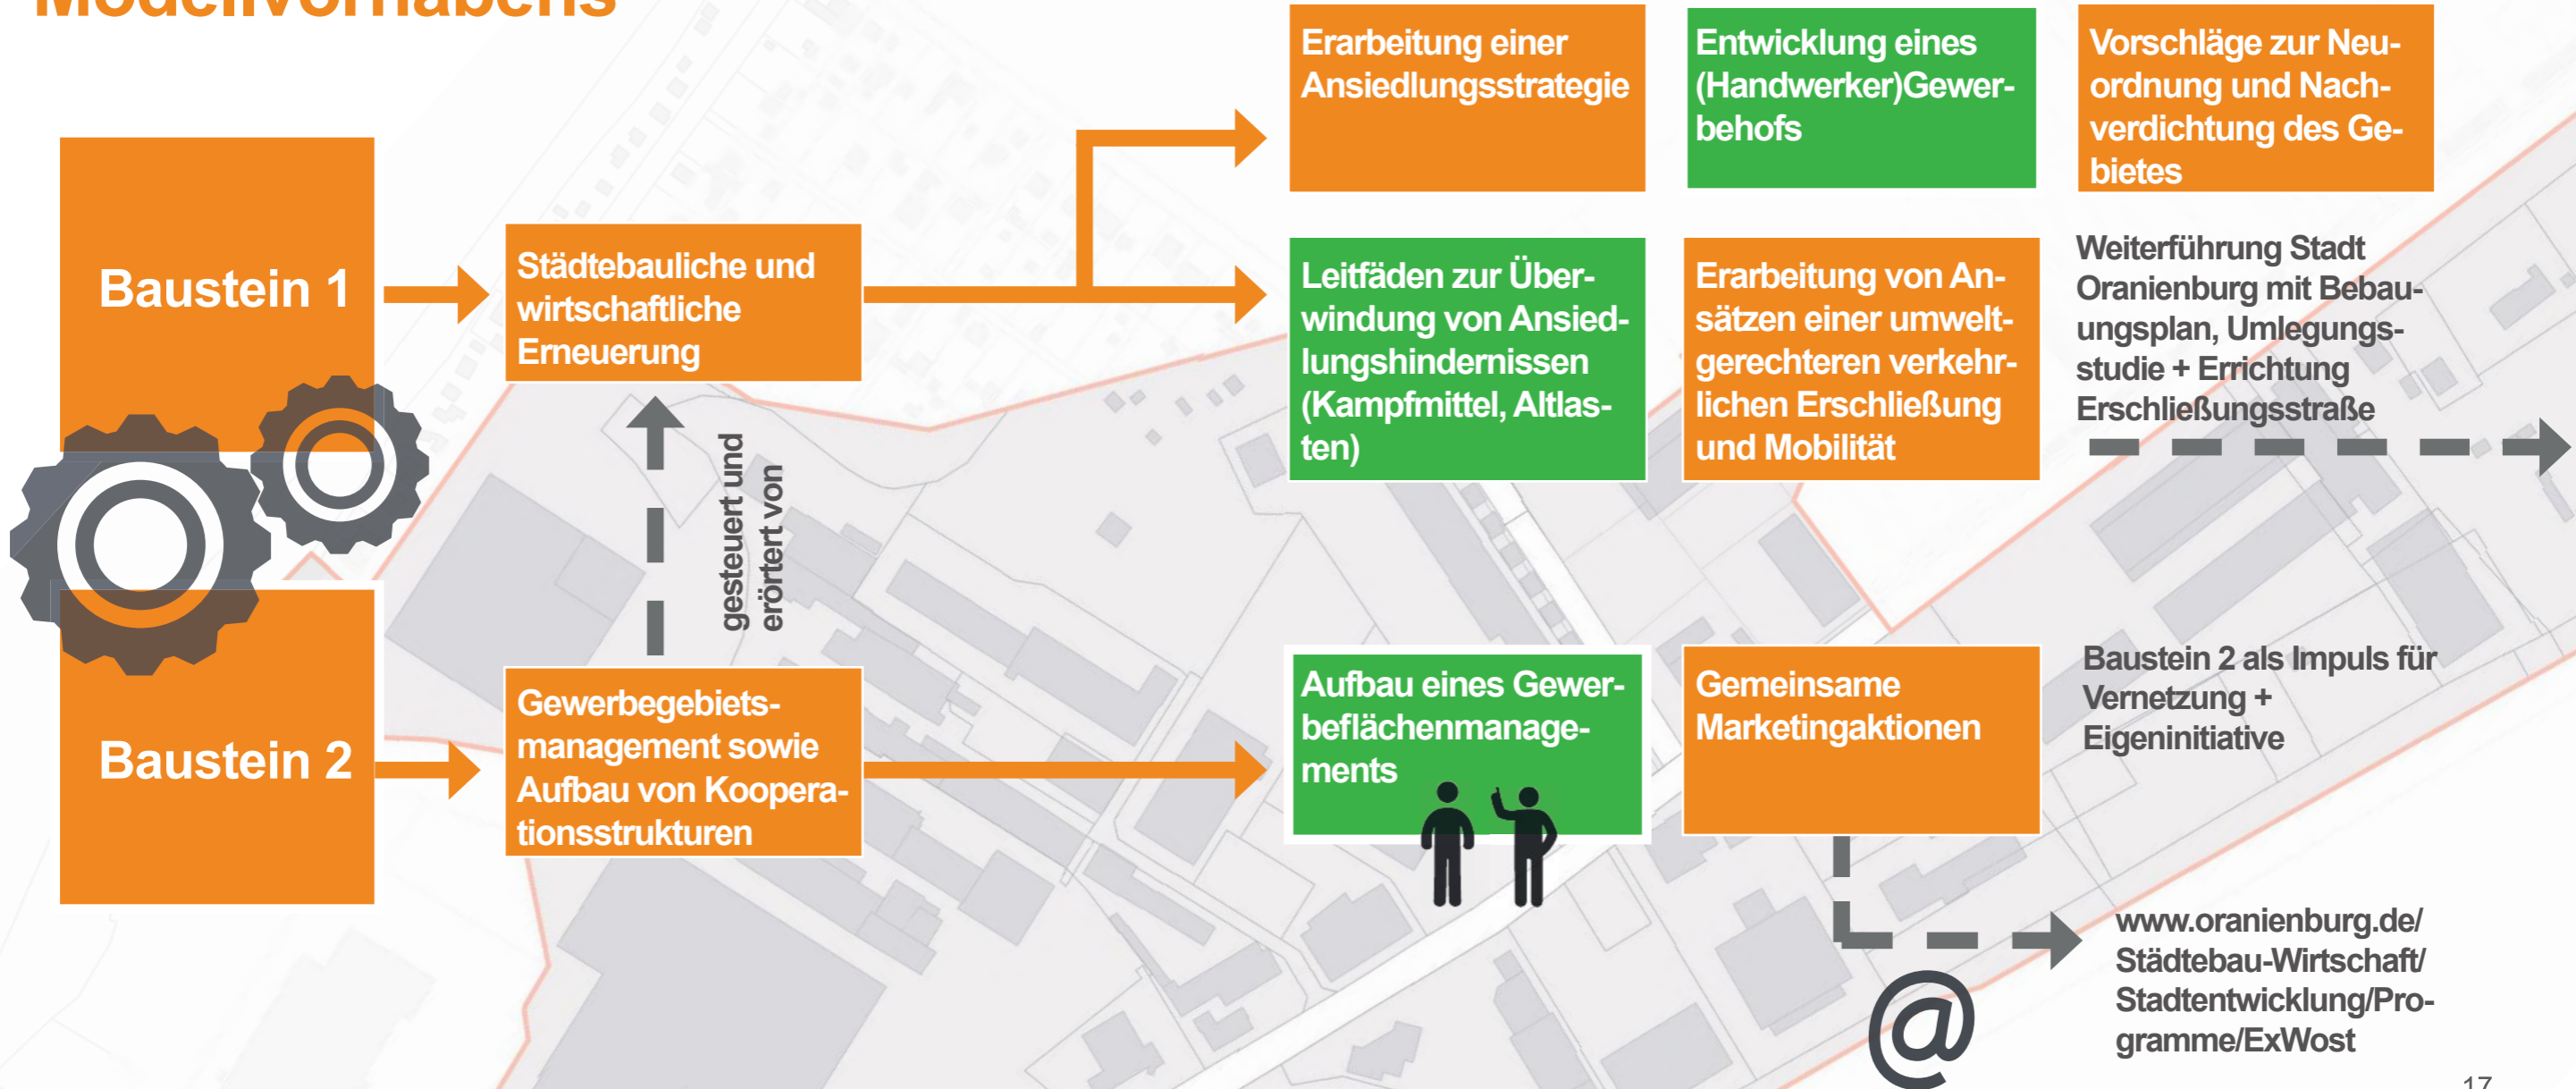 Modellvorhabens
Erarbeitung einer
Ansiedlungsstrategie
Entwicklung eines
(Handwerker)Gewer-
behofs
Vorschläge zur Neu-
ordnung und Nach-
verdichtung des Ge-
bietes
Baustein 1
Städtebauliche und
wirtschaftliche
Erneuerung
Leitfäden zur Über-
windung von Ansied-
lungshindernissen
(Kampfmittel, Altlas-
ten)
Erarbeitung von An-
sätzen einer umwelt-
gerechteren verkehr-
lichen Erschließung
und Mobilität
Weiterführung Stadt
Oranienburg mit Bebau-
ungsplan, Umlegungs-
studie + Errichtung
Erschließungsstraße
gesteuert und
erörtert von
Baustein 2
Gewerbegebiets-
management sowie
Aufbau von Koopera-
tionsstrukturen
Aufbau eines Gewer-
beflächenmanage-
ments
Gemeinsame
Marketingaktionen
Baustein 2 als Impuls für
Vernetzung +
Eigeninitiative
@
www.oranienburg.de/
Städtebau-Wirtschaft/
Stadtentwicklung/Pro-
gramme/ExWost
17